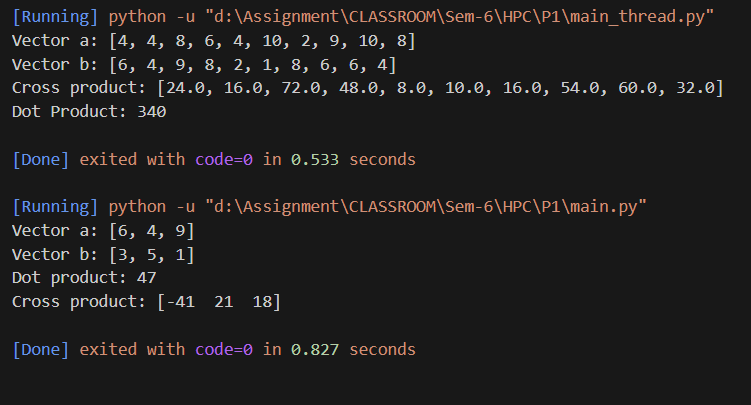 [Running] python -u "d:\Assignment\CLASSROOM\Sem-6\HPC\P1\main_thread.py"
Vector a: [4, 4, 8, 6, 4, 10, 2, 9, 10, 8]
Vector b: [6, 4, 9, 8, 2, 1, 8, 6, 6, 4]
Cross product: [24.0, 16.0, 72.0, 48.0, 8.0, 10.0, 16.0, 54.0, 60.0, 32.0]
Dot Product: 340
[Done] exited with code=0 in 0.533 seconds
[Running] python -u "d:\Assignment\CLASSROOM\Sem-6\HPC\P1\main.py"
Vector a: [6, 4, 9]
Vector b: [3, 5, 1]
Dot product: 47
Cross product: [-41  21  18]
[Done] exited with code=0 in 0.827 seconds